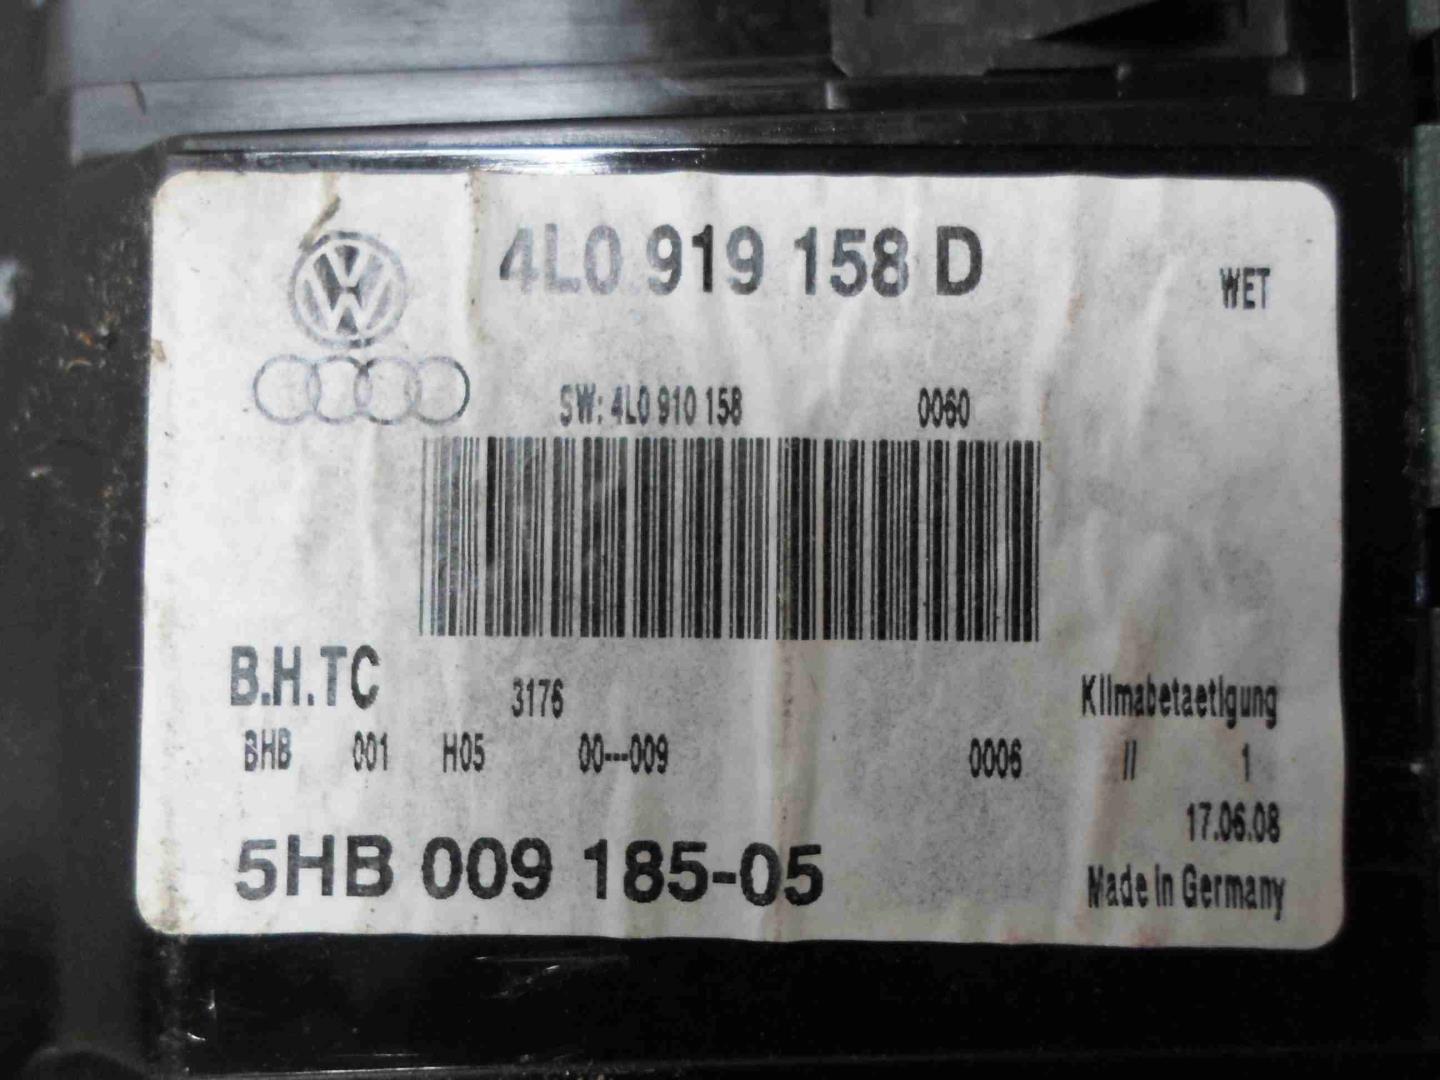 4L0 919 158 D
WET
SW: 4L0 910 158 0060
B.H.TC 3176 Klimabetaetigung
BHB 001 H05 00---009 0006 // 1
17.06.08
5HB 009 185-05 Made in Germany